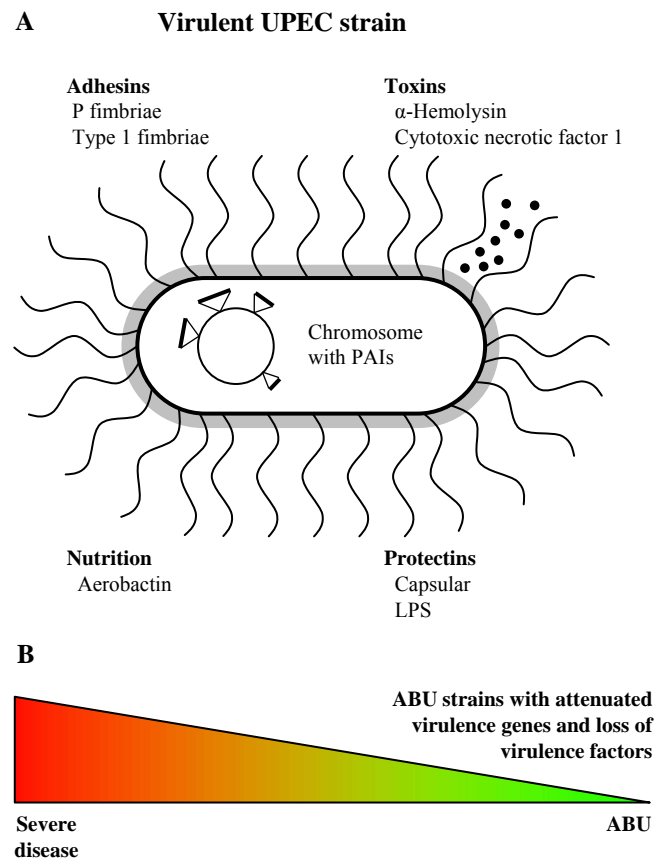 A
Virulent UPEC strain
Adhesins
P fimbriae
Type 1 fimbriae
Toxins
α-Hemolysin
Cytotoxic necrotic factor 1
Chromosome
with PAIs
Nutrition
Aerobactin
Protectins
Capsular
LPS
B
ABU strains with attenuated
virulence genes and loss of
virulence factors
Severe
disease
ABU